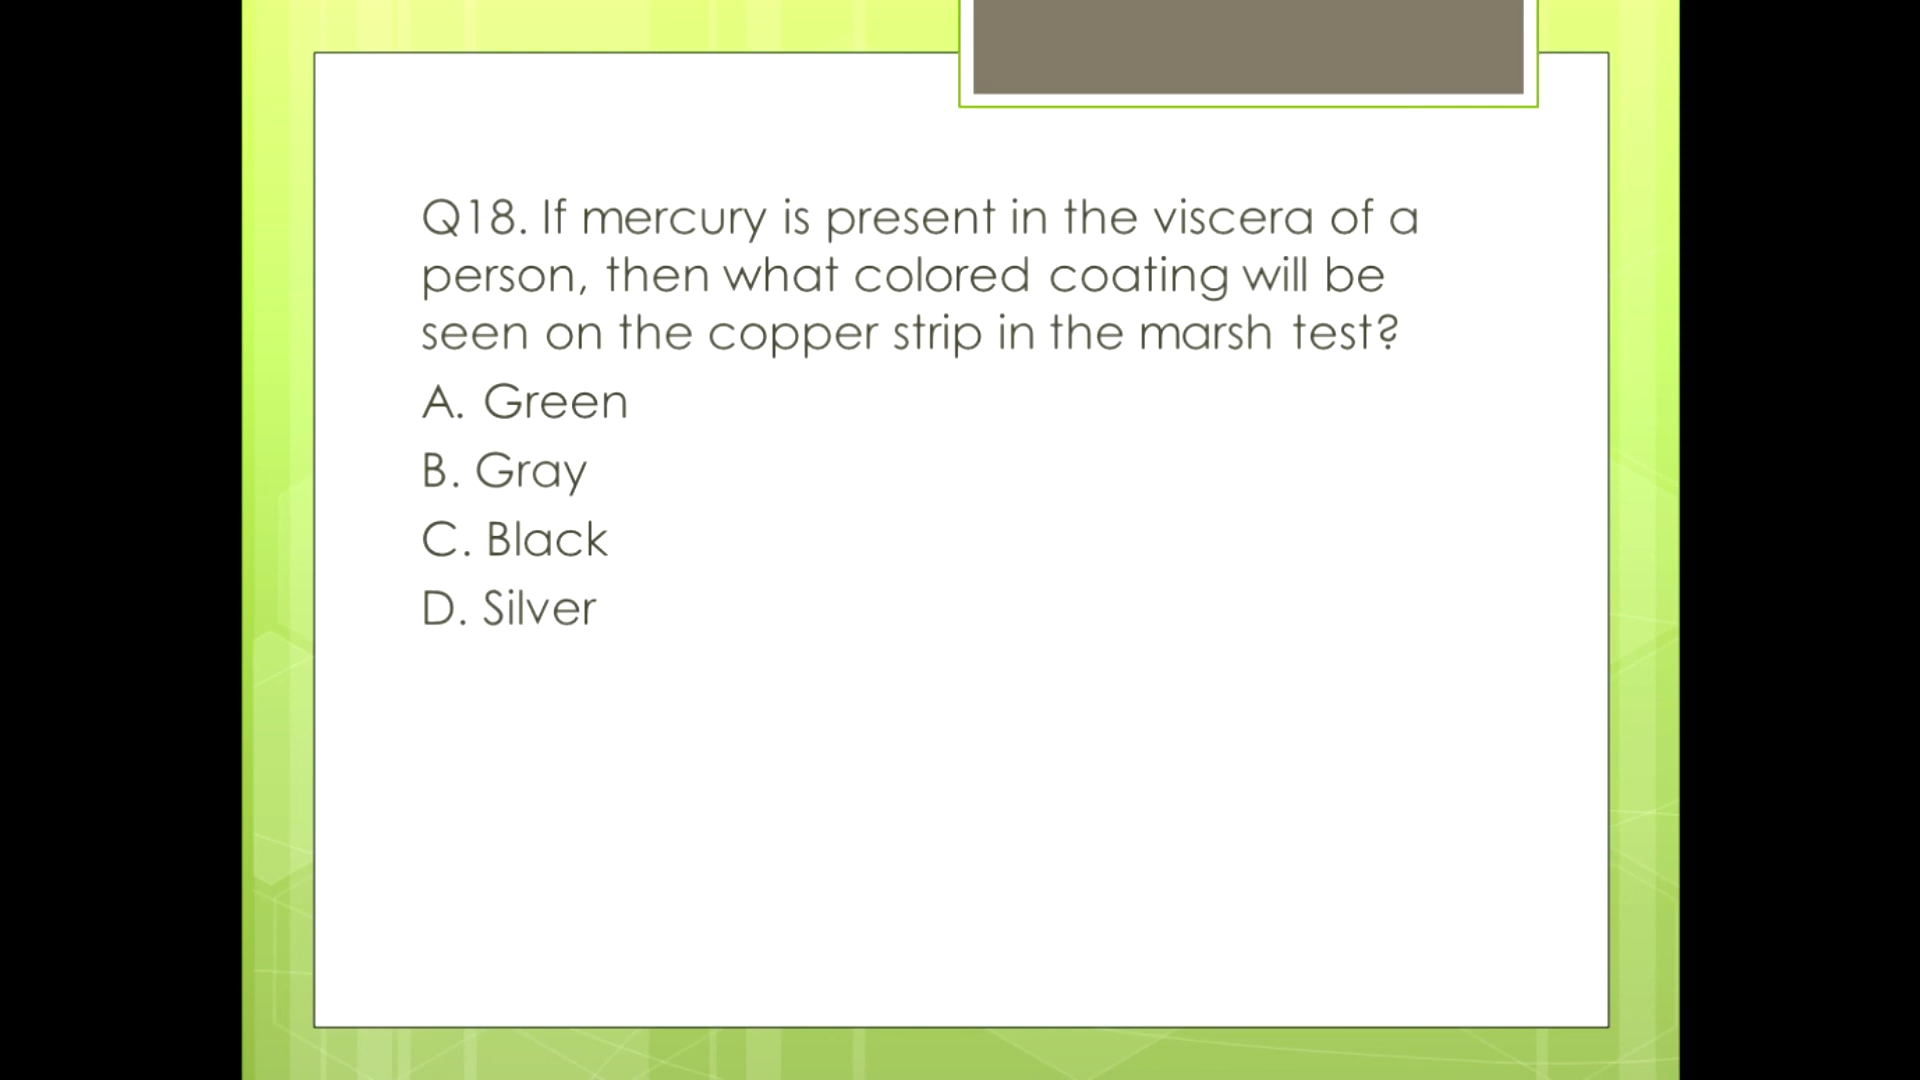 Q18. If mercury is present in the viscera of a
person, then what colored coating will be
seen on the copper strip in the marsh test?
A. Green
B. Gray
C. Black
D. Silver